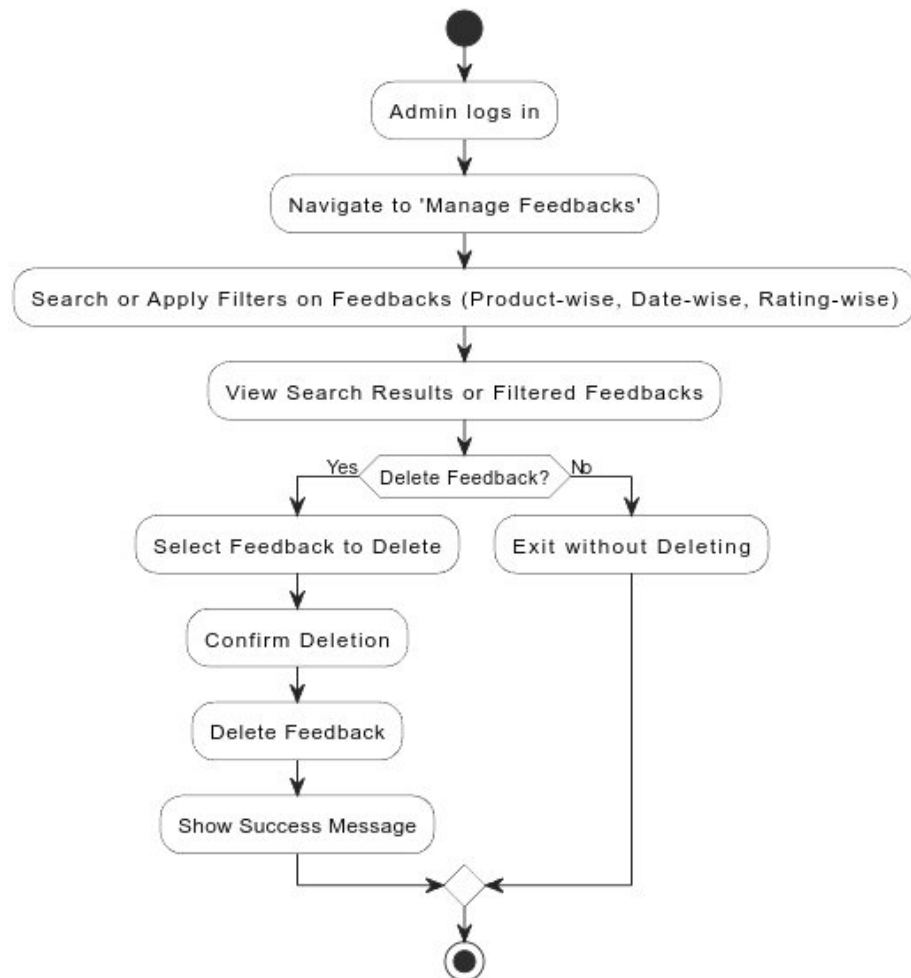 Admin logs in
Navigate to 'Manage Feedbacks'
Search or Apply Filters on Feedbacks (Product-wise, Date-wise, Rating-wise)
View Search Results or Filtered Feedbacks
Yes
Delete Feedback?
No
Select Feedback to Delete
Exit without Deleting
Confirm Deletion
Delete Feedback
Show Success Message